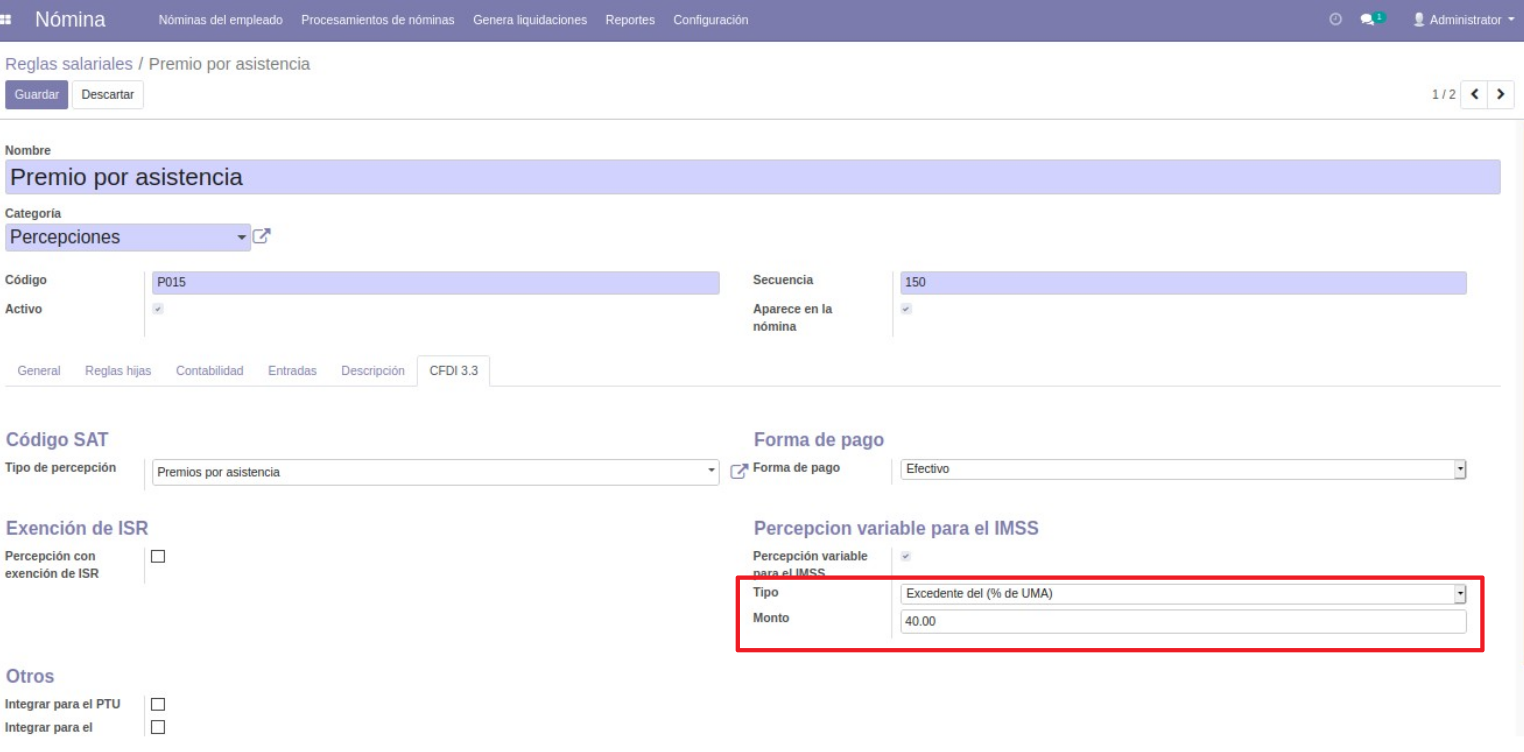 Nómina Nóminas del empleado Procesamientos de nóminas Genera liquidaciones Reportes Configuración 1 Administrator
Reglas salariales / Premio por asistencia
Guardar Descartar 1 / 2
Nombre
Premio por asistencia
Categoría
Percepciones
Código P015 Secuencia 150
Activo Aparece en la
nómina
General Reglas hijas Contabilidad Entradas Descripción CFDI 3.3
Código SAT Forma de pago
Tipo de percepción Premios por asistencia Forma de pago Efectivo
Exención de ISR Percepcion variable para el IMSS
Percepción con Percepción variable
exención de ISR para el IMSS
Tipo Excedente del (% de UMA)
Monto 40.00
Otros
Integrar para el PTU
Integrar para el